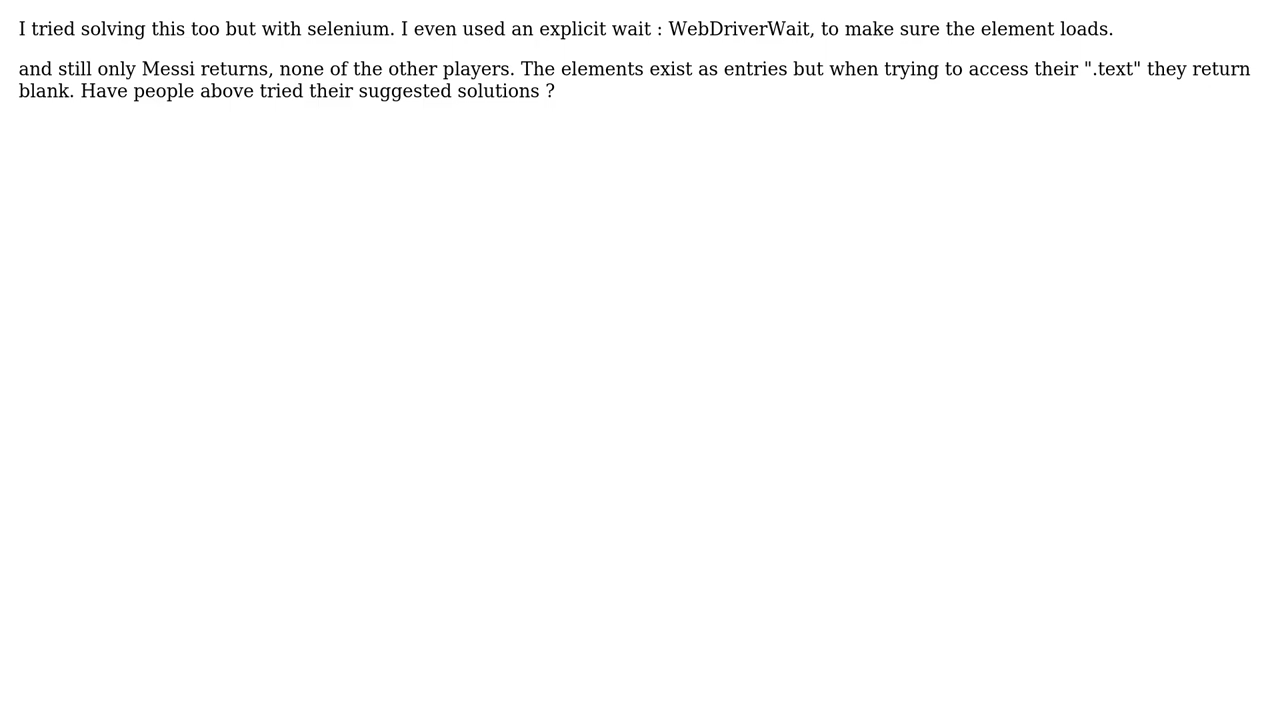 I tried solving this too but with selenium. I even used an explicit wait : WebDriverWait, to make sure the element loads.
and still only Messi returns, none of the other players. The elements exist as entries but when trying to access their ".text" they return
blank. Have people above tried their suggested solutions ?